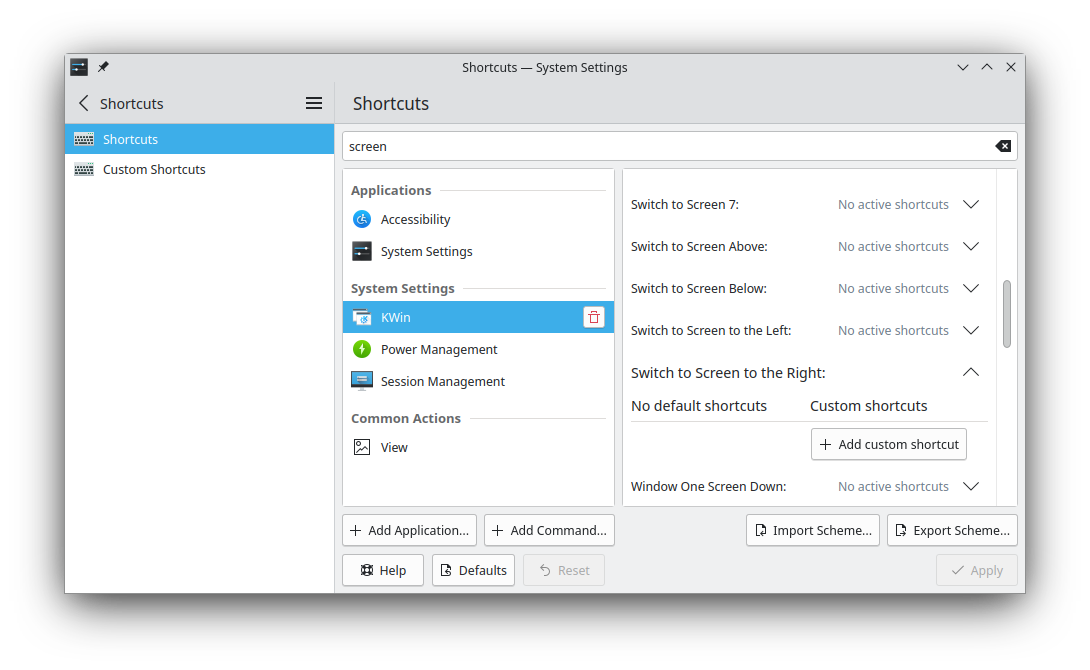 Shortcuts — System Settings
Shortcuts
Shortcuts
Shortcuts
Custom Shortcuts
screen
Applications
Accessibility
System Settings
System Settings
KWin
Power Management
Session Management
Common Actions
View
Switch to Screen 7: No active shortcuts
Switch to Screen Above: No active shortcuts
Switch to Screen Below: No active shortcuts
Switch to Screen to the Left: No active shortcuts
Switch to Screen to the Right:
No default shortcuts Custom shortcuts
Add custom shortcut
Window One Screen Down: No active shortcuts
Add Application... Add Command... Import Scheme... Export Scheme...
Help Defaults Reset Apply